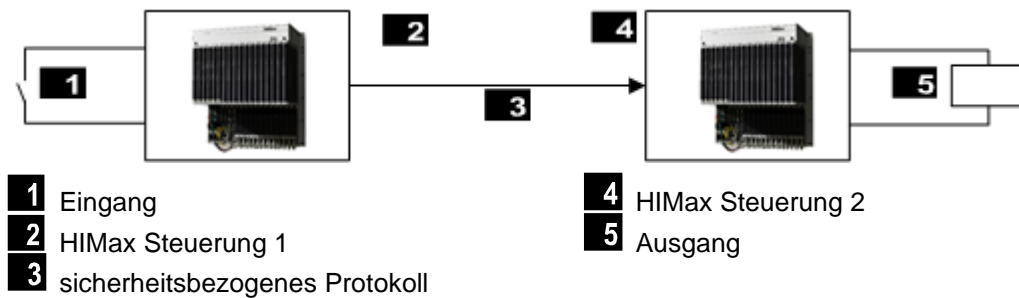 2
4
1
5
3
1 Eingang
2 HIMax Steuerung 1
3 sicherheitsbezogenes Protokoll
4 HIMax Steuerung 2
5 Ausgang